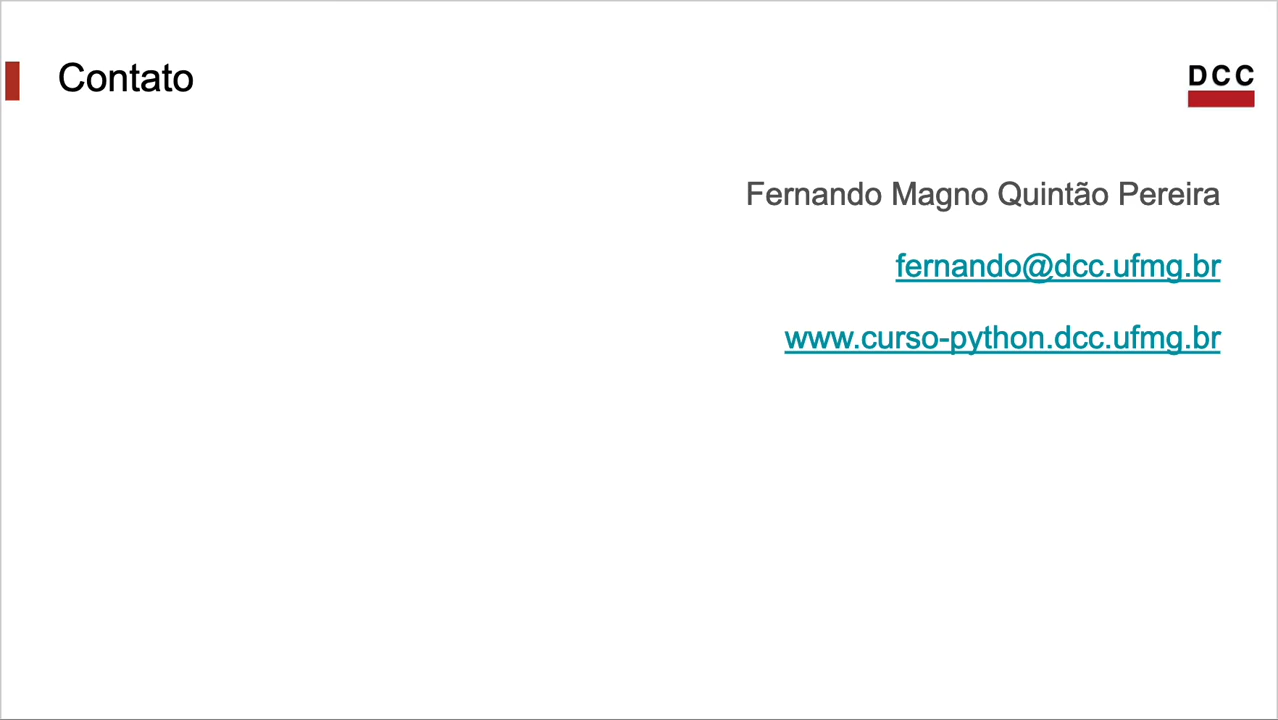 Contato
DCC
Fernando Magno Quintão Pereira
fernando@dcc.ufmg.br
www.curso-python.dcc.ufmg.br